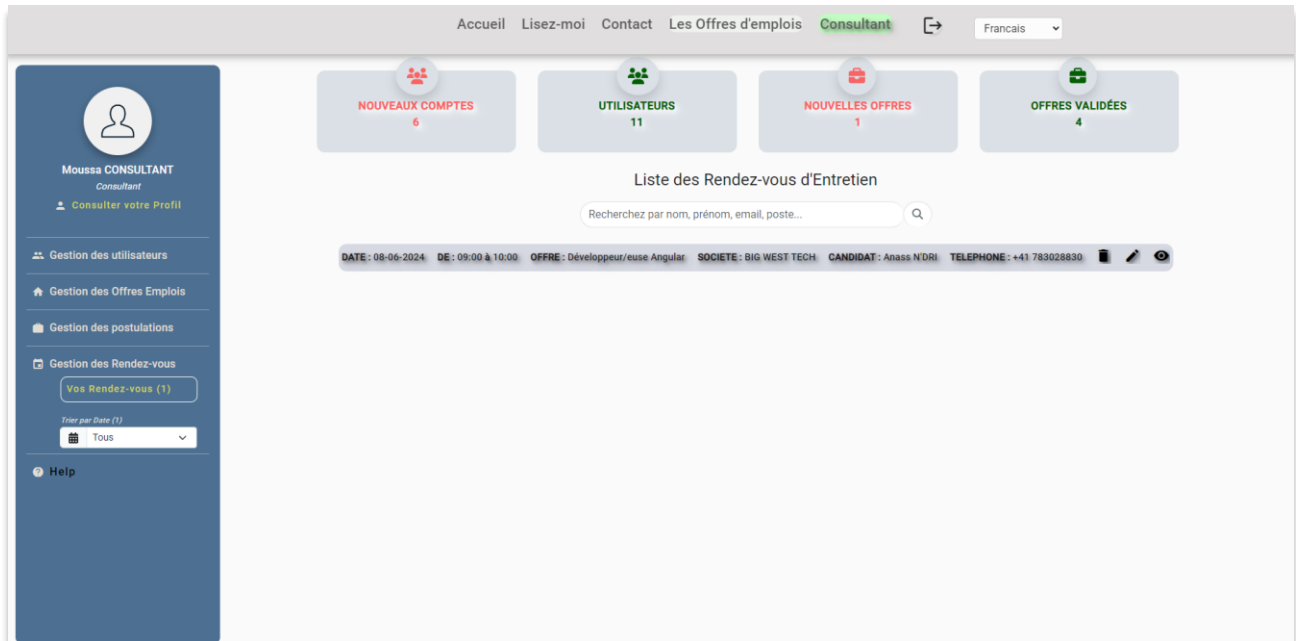 Accueil Lisez-moi Contact Les Offres d'emplois Consultant Francais
NOUVEAUX COMPTES
6
UTILISATEURS
11
NOUVELLES OFFRES
1
OFFRES VALIDÉES
4
Moussa CONSULTANT
Consultant
Consulter votre Profil
Gestion des utilisateurs
Gestion des Offres Emplois
Gestion des postulations
Gestion des Rendez-vous
Vos Rendez-vous (1)
Trier par Date (1)
Tous
Help
Liste des Rendez-vous d'Entretien
Recherchez par nom, prénom, email, poste...
DATE : 08-06-2024 DE : 09:00 à 10:00 OFFRE : Développeur/euse Angular SOCIETE : BIG WEST TECH CANDIDAT : Anass N'DRI TELEPHONE : +41 783028830